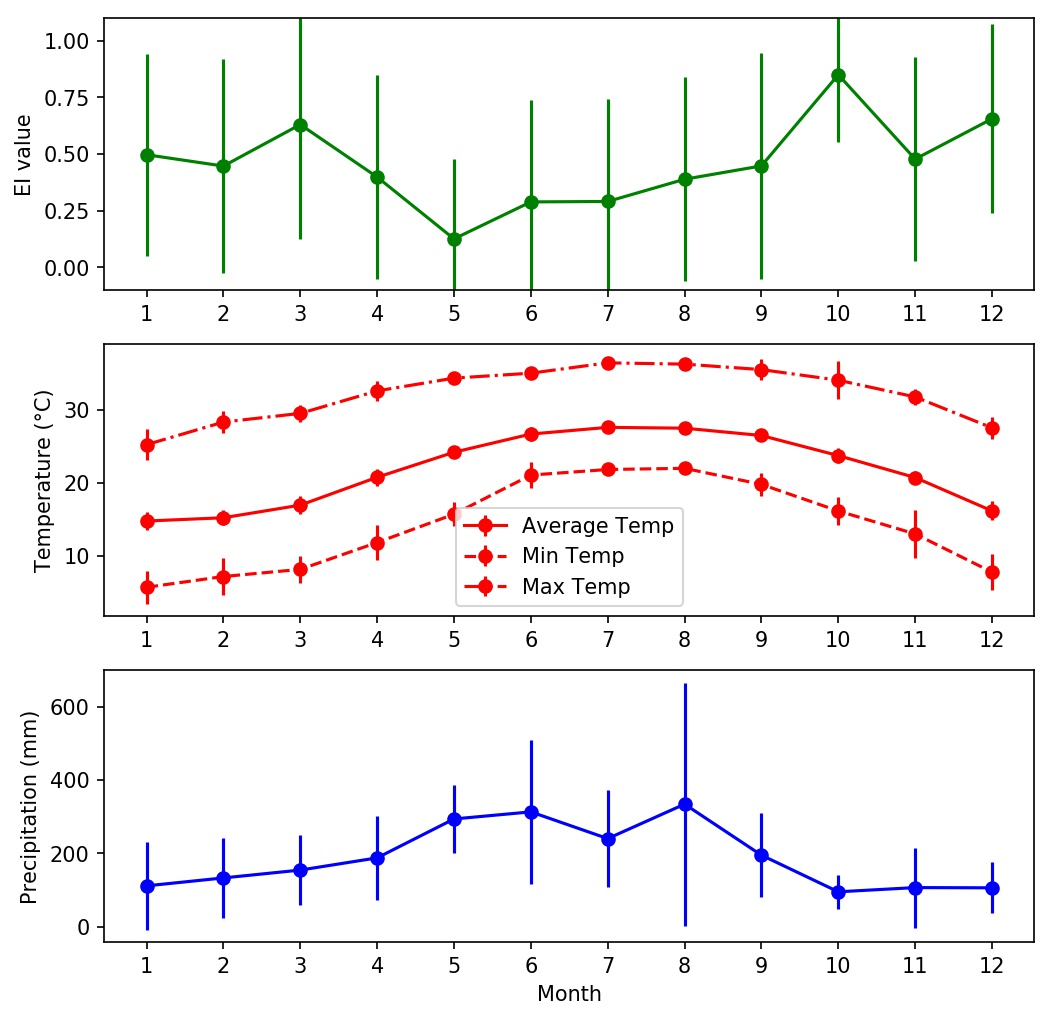 EI value
1.00
0.75
0.50
0.25
0.00
1 2 3 4 5 6 7 8 9 10 11 12
Temperature (°C)
30
20
10
Average Temp
Min Temp
Max Temp
1 2 3 4 5 6 7 8 9 10 11 12
Precipitation (mm)
600
400
200
0
1 2 3 4 5 6 7 8 9 10 11 12
Month